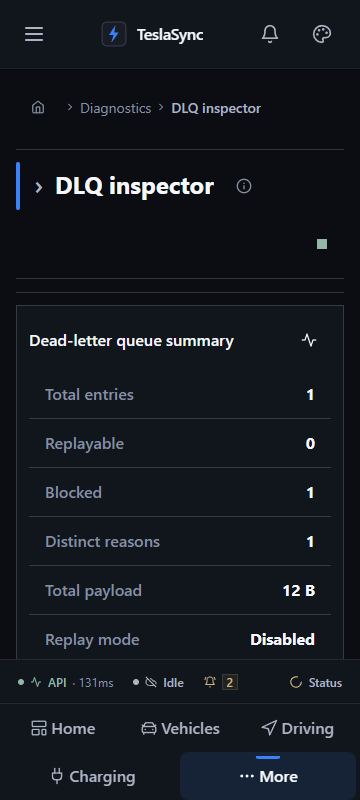 TeslaSync
Diagnostics DLQ inspector
DLQ inspector
Dead-letter queue summary
Total entries 1
Replayable 0
Blocked 1
Distinct reasons 1
Total payload 12 B
Replay mode Disabled
API · 131ms Idle 2 Status
Home Vehicles Driving
Charging More